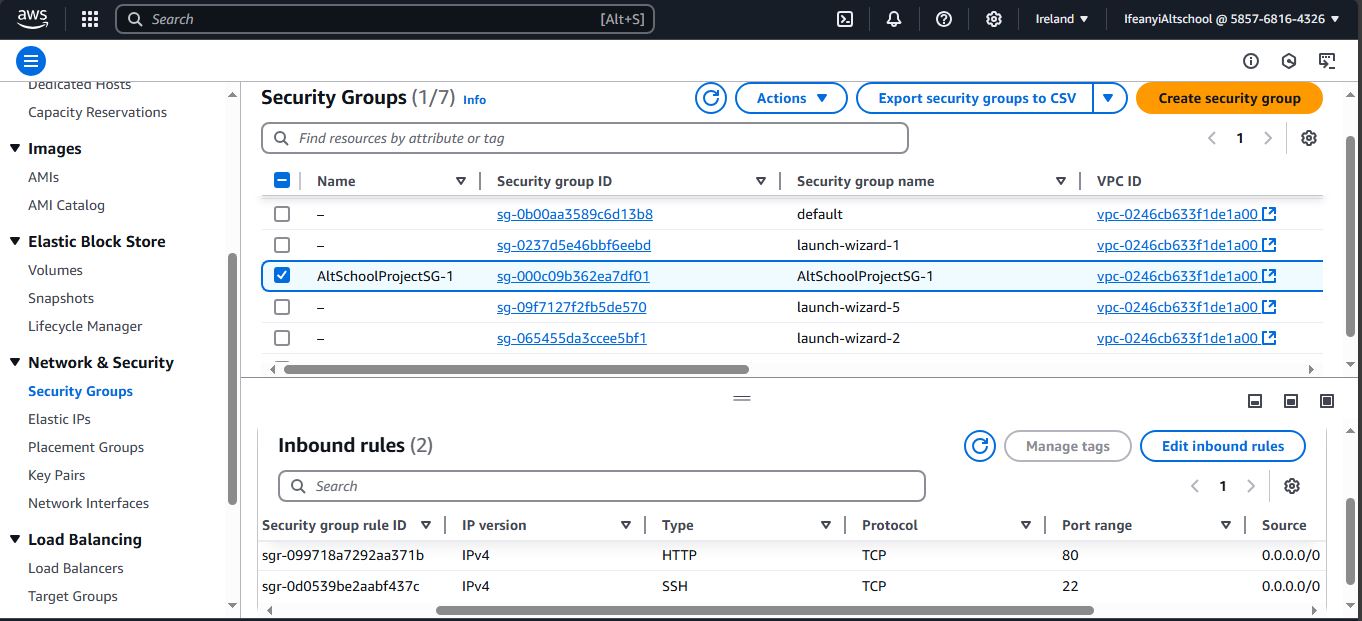 aws Search [Alt+S] Ireland IfeanyiAltschool @ 5857-6816-4326
Dedicated Hosts
Capacity Reservations
Images
AMIs
AMI Catalog
Elastic Block Store
Volumes
Snapshots
Lifecycle Manager
Network & Security
Security Groups
Elastic IPs
Placement Groups
Key Pairs
Network Interfaces
Load Balancing
Load Balancers
Target Groups
Security Groups (1/7) Info Actions Export security groups to CSV Create security group
Find resources by attribute or tag 1
Name Security group ID Security group name VPC ID
– sg-0b00aa3589c6d13b8 default vpc-0246cb633f1de1a00
– sg-0237d5e46bbf6eebd launch-wizard-1 vpc-0246cb633f1de1a00
AltSchoolProjectSG-1 sg-000c09b362ea7df01 AltSchoolProjectSG-1 vpc-0246cb633f1de1a00
– sg-09f7127f2fb5de570 launch-wizard-5 vpc-0246cb633f1de1a00
– sg-065455da3ccee5bf1 launch-wizard-2 vpc-0246cb633f1de1a00
Inbound rules (2) Manage tags Edit inbound rules
Search 1
Security group rule ID IP version Type Protocol Port range Source
sgr-099718a7292aa371b IPv4 HTTP TCP 80 0.0.0.0/0
sgr-0d0539be2aabf437c IPv4 SSH TCP 22 0.0.0.0/0